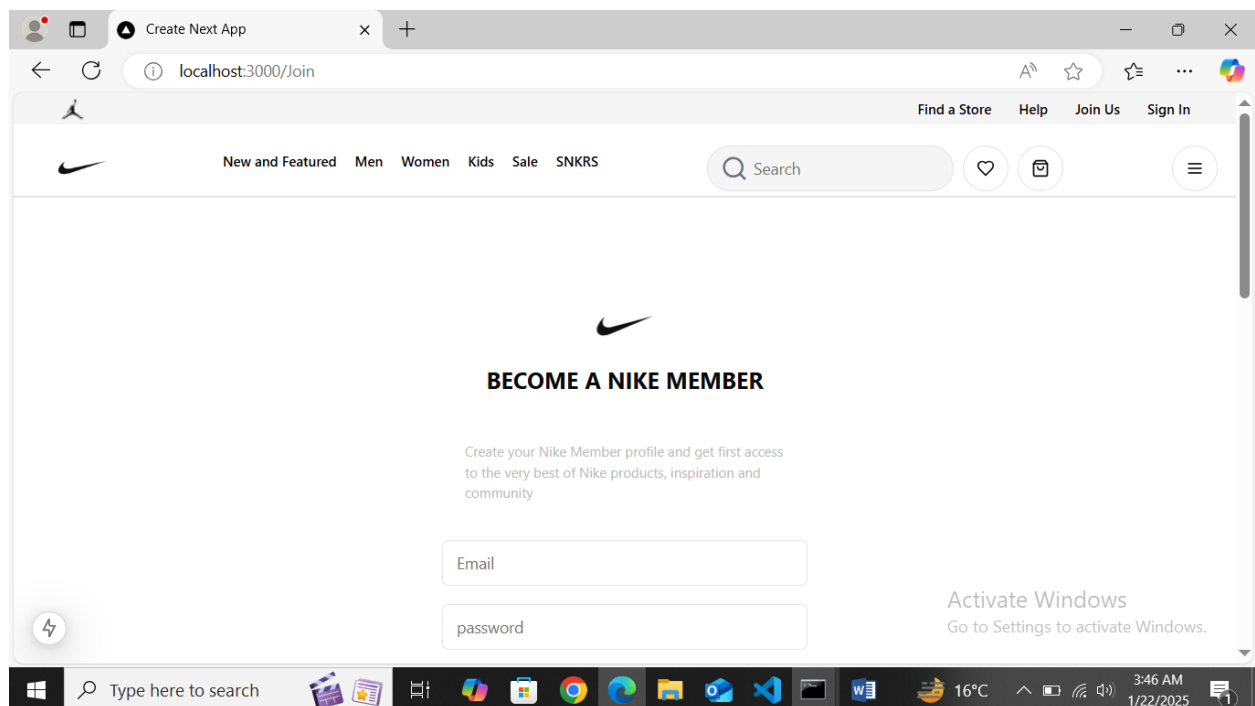 Create Next App
localhost:3000/Join
Find a Store Help Join Us Sign In
New and Featured Men Women Kids Sale SNKRS Search
BECOME A NIKE MEMBER
Create your Nike Member profile and get first access
to the very best of Nike products, inspiration and
community
Email
password
Activate Windows
Go to Settings to activate Windows.
Type here to search
16°C
3:46 AM
1/22/2025
1